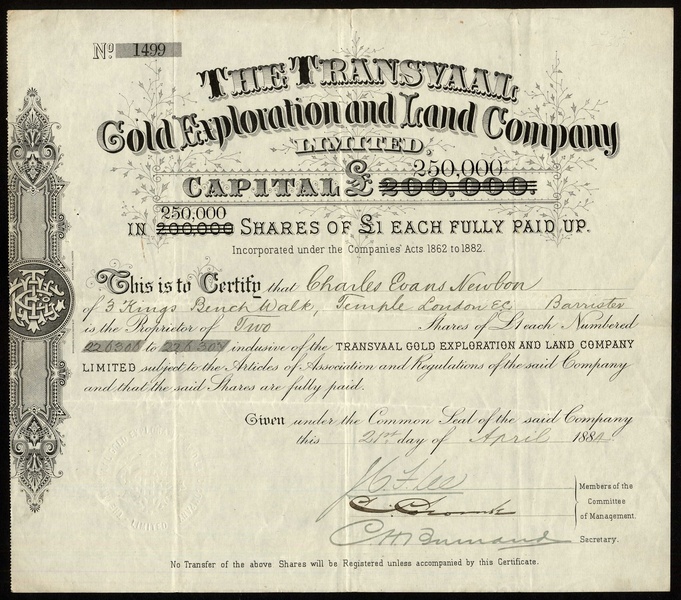 No. 1499
THE TRANSVAAL
Gold Exploration and Land Company
LIMITED.
250,000
CAPITAL £ 200,000.
250,000
IN 200,000 SHARES OF £1 EACH FULLY PAID UP.
Incorporated under the Companies' Acts 1862 to 1882.
This is to Certify that Charles Evans Newbon
of 3 Kings Bench Walk, Temple London EC Barrister
is the Proprietor of Two Shares of £1 each Numbered
to inclusive of the TRANSVAAL GOLD EXPLORATION AND LAND COMPANY
LIMITED subject to the Articles of Association and Regulations of the said Company
and that the said Shares are fully paid.
Given under the Common Seal of the said Company
this 21st day of April 1884
Members of the
Committee
of Management.
Secretary.
No Transfer of the above Shares will be Registered unless accompanied by this Certificate.